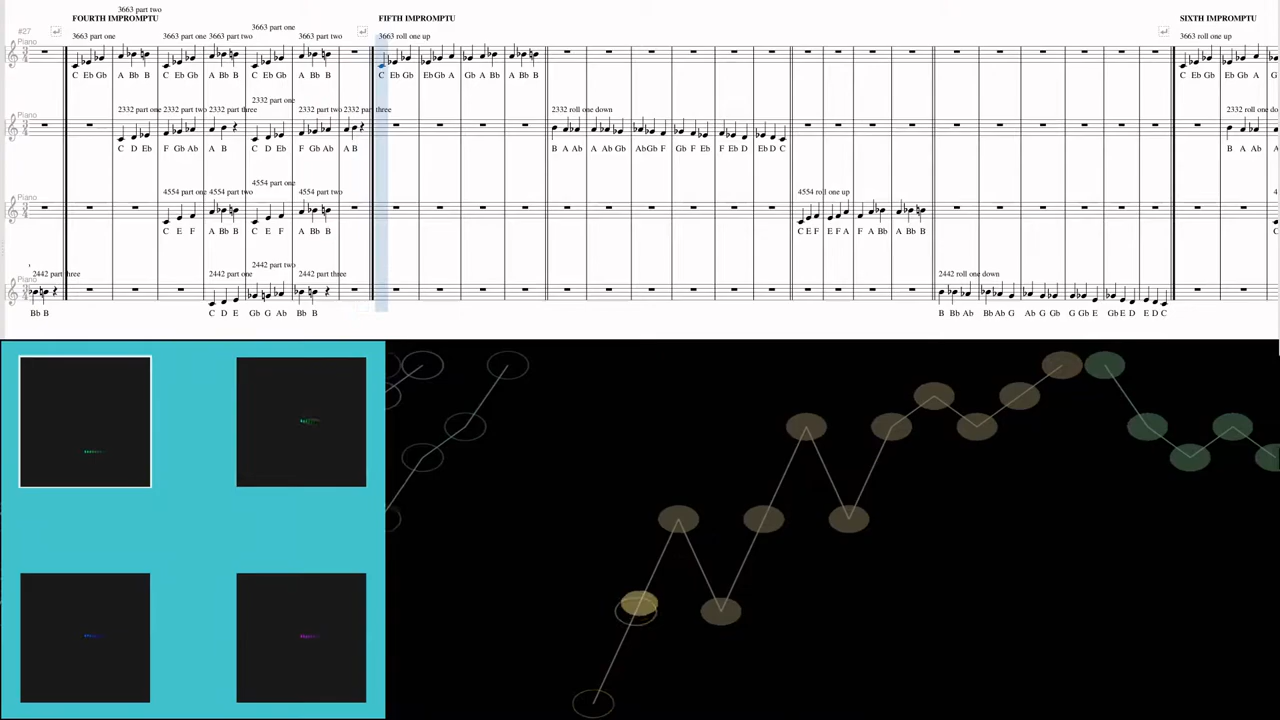 3663 part two
FOURTH IMPROMPTU FIFTH IMPROMPTU SIXTH IMPROMPTU
#27 3663 part one 3663 part one 3663 part two 3663 part one 3663 part two 3663 roll one up 3663 roll one up
Piano
C Eb Gb A Bb B C Eb Gb A Bb B C Eb Gb A Bb B C Eb Gb Eb Gb A Gb A Bb A Bb B C Eb Gb Eb Gb A
2332 part one 2332 part two 2332 part three 2332 part one 2332 part two 2332 part three 2332 roll one down 2332 roll one do
Piano
C D Eb F Gb Ab A B C D Eb F Gb Ab A B B A Ab A Ab Gb Ab Gb F Gb F Eb F Eb D Eb D C B A Ab A
4554 part one 4554 part two 4554 part one 4554 part two 4554 roll one up 4
Piano
C E F A Bb B C E F A Bb B C E F E F A F A Bb A Bb B C
2442 part three 2442 part one 2442 part two 2442 part three 2442 roll one down
Piano
Bb B C D E Gb G Ab Bb B B Bb Ab Bb Ab G Ab G Gb G Gb E Gb E D E D C